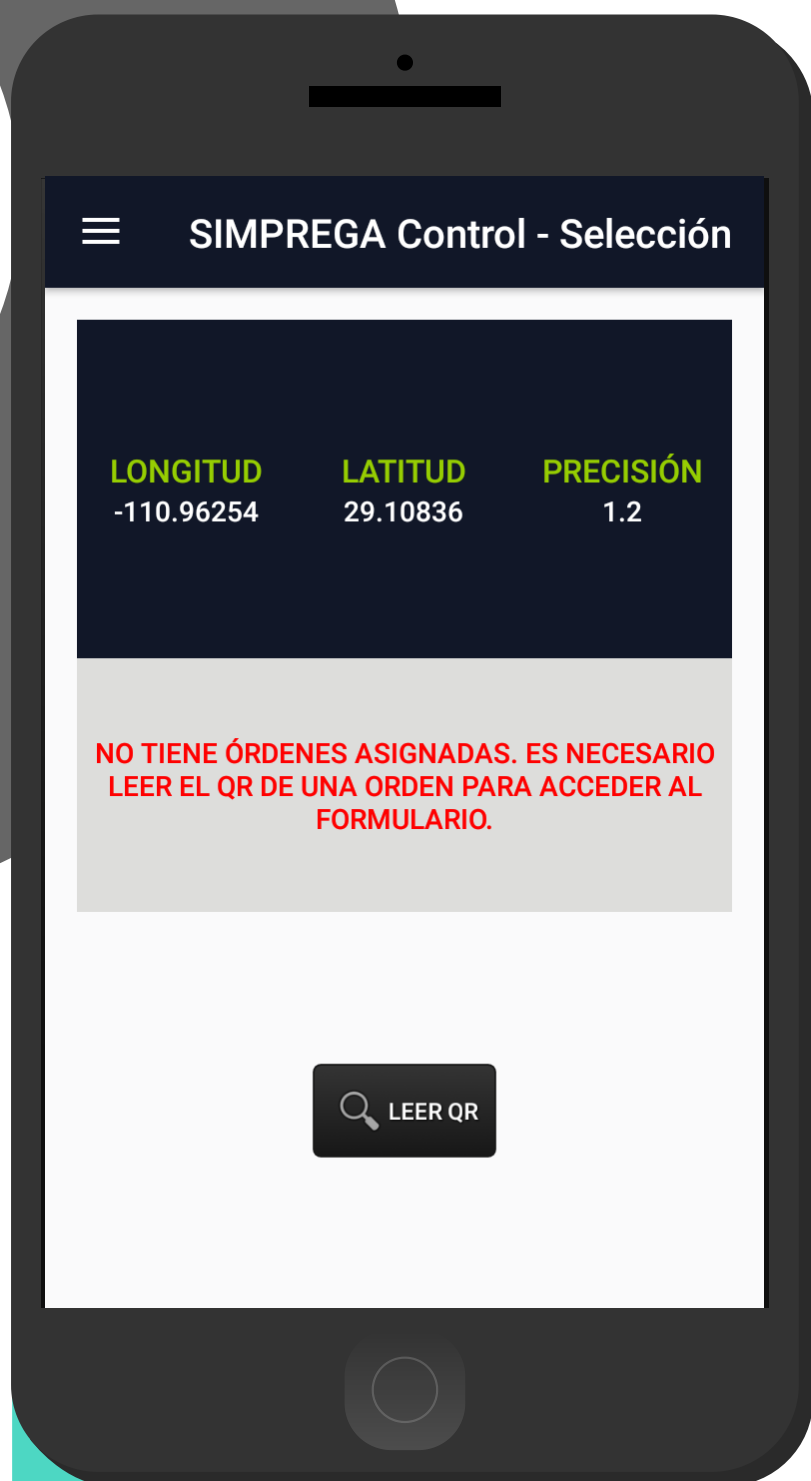 SIMPREGA Control - Selección
LONGITUD LATITUD PRECISIÓN
-110.96254 29.10836 1.2
NO TIENE ÓRDENES ASIGNADAS. ES NECESARIO
LEER EL QR DE UNA ORDEN PARA ACCEDER AL
FORMULARIO.
LEER QR